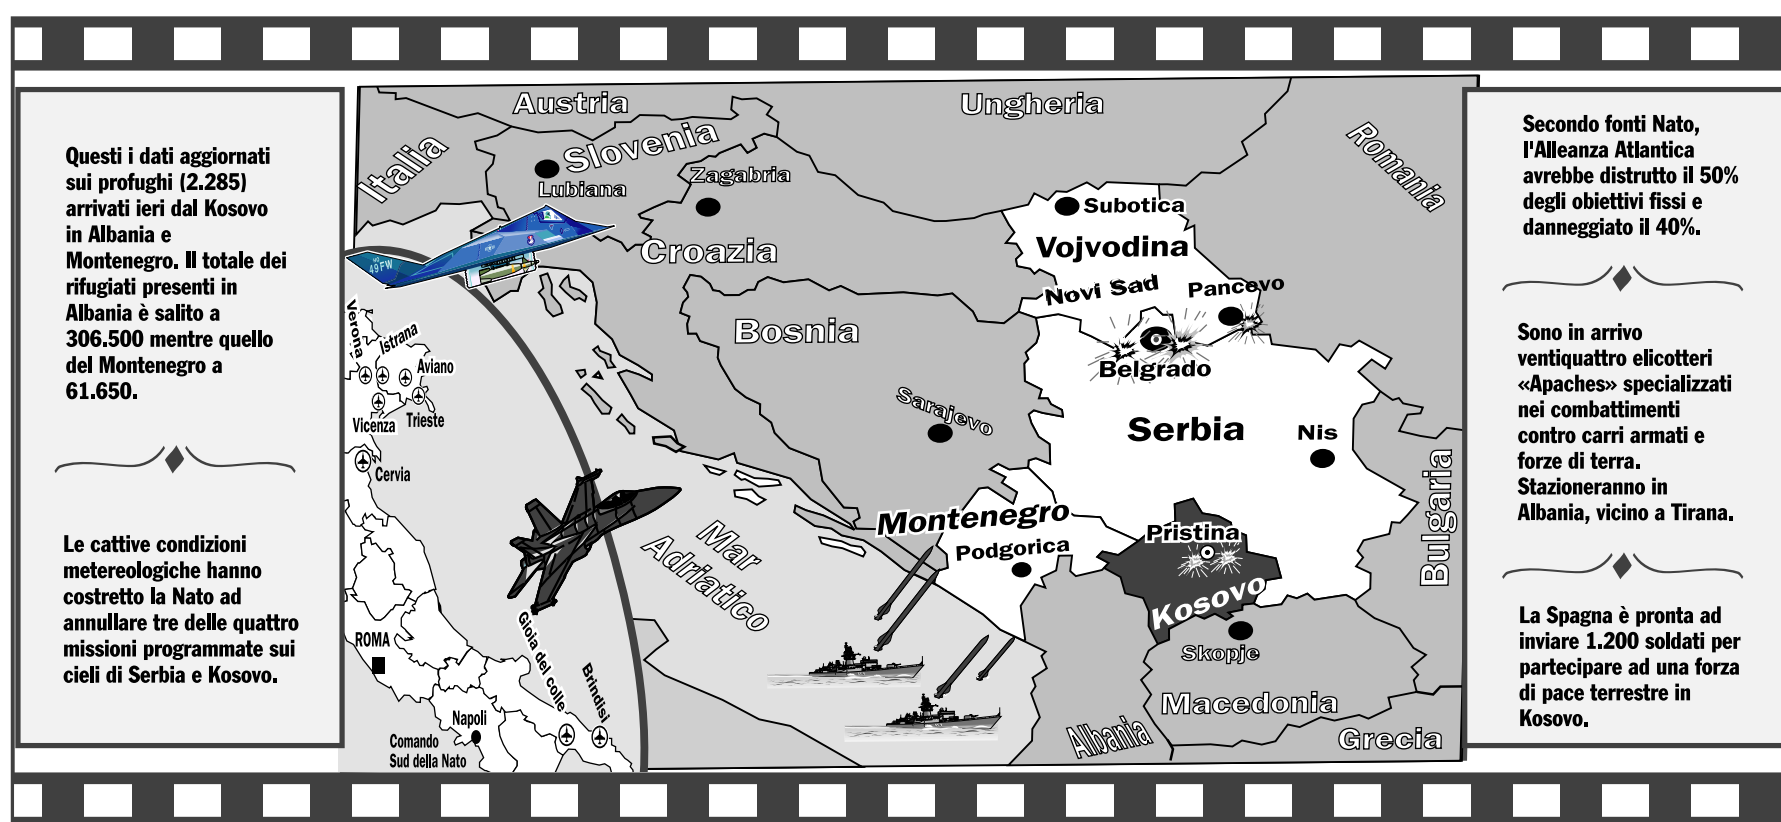 Questi i dati aggiornati
sui profughi (2.285)
arrivati ieri dal Kosovo
in Albania e
Montenegro. Il totale dei
rifugiati presenti in
Albania è salito a
306.500 mentre quello
del Montenegro a
61.650.
Le cattive condizioni
metereologiche hanno
costretto la Nato ad
annullare tre delle quattro
missioni programmate sui
cieli di Serbia e Kosovo.
Austria
Ungheria
Italia
Slovenia
Romania
Lubiana
Zagabria
Subotica
Croazia
Vojvodina
49FW
Novi Sad
Pancevo
Verona
Istrana
Bosnia
Aviano
Belgrado
Vicenza
Trieste
Sarajevo
Serbia
Nis
Cervia
Bulgaria
Montenegro
Mar
Adriatico
Pristina
Podgorica
Kosovo
ROMA
Gioia del colle
Brindisi
Skopje
Macedonia
Napoli
Albania
Grecia
Comando
Sud della Nato
Secondo fonti Nato,
l'Alleanza Atlantica
avrebbe distrutto il 50%
degli obiettivi fissi e
danneggiato il 40%.
Sono in arrivo
ventiquattro elicotteri
«Apaches» specializzati
nei combattimenti
contro carri armati e
forze di terra.
Stazioneranno in
Albania, vicino a Tirana.
La Spagna è pronta ad
inviare 1.200 soldati per
partecipare ad una forza
di pace terrestre in
Kosovo.